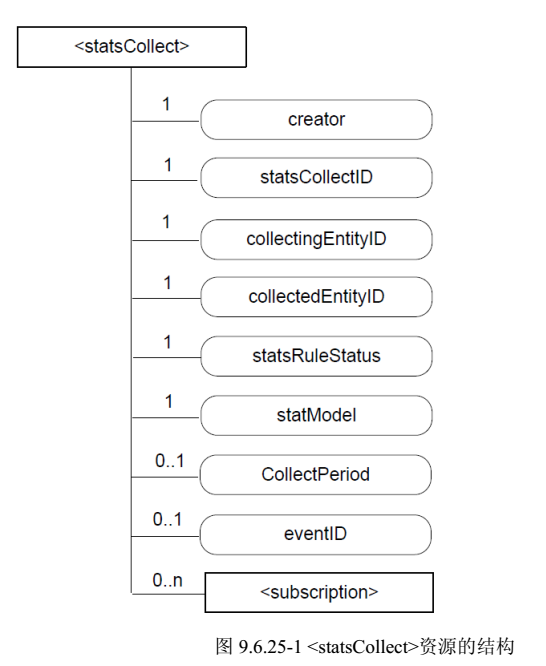 <statsCollect>
1
creator
1
statsCollectID
1
collectingEntityID
1
collectedEntityID
1
statsRuleStatus
1
statModel
0..1
CollectPeriod
0..1
eventID
0..n
<subscription>
图 9.6.25-1 <statsCollect>资源的结构